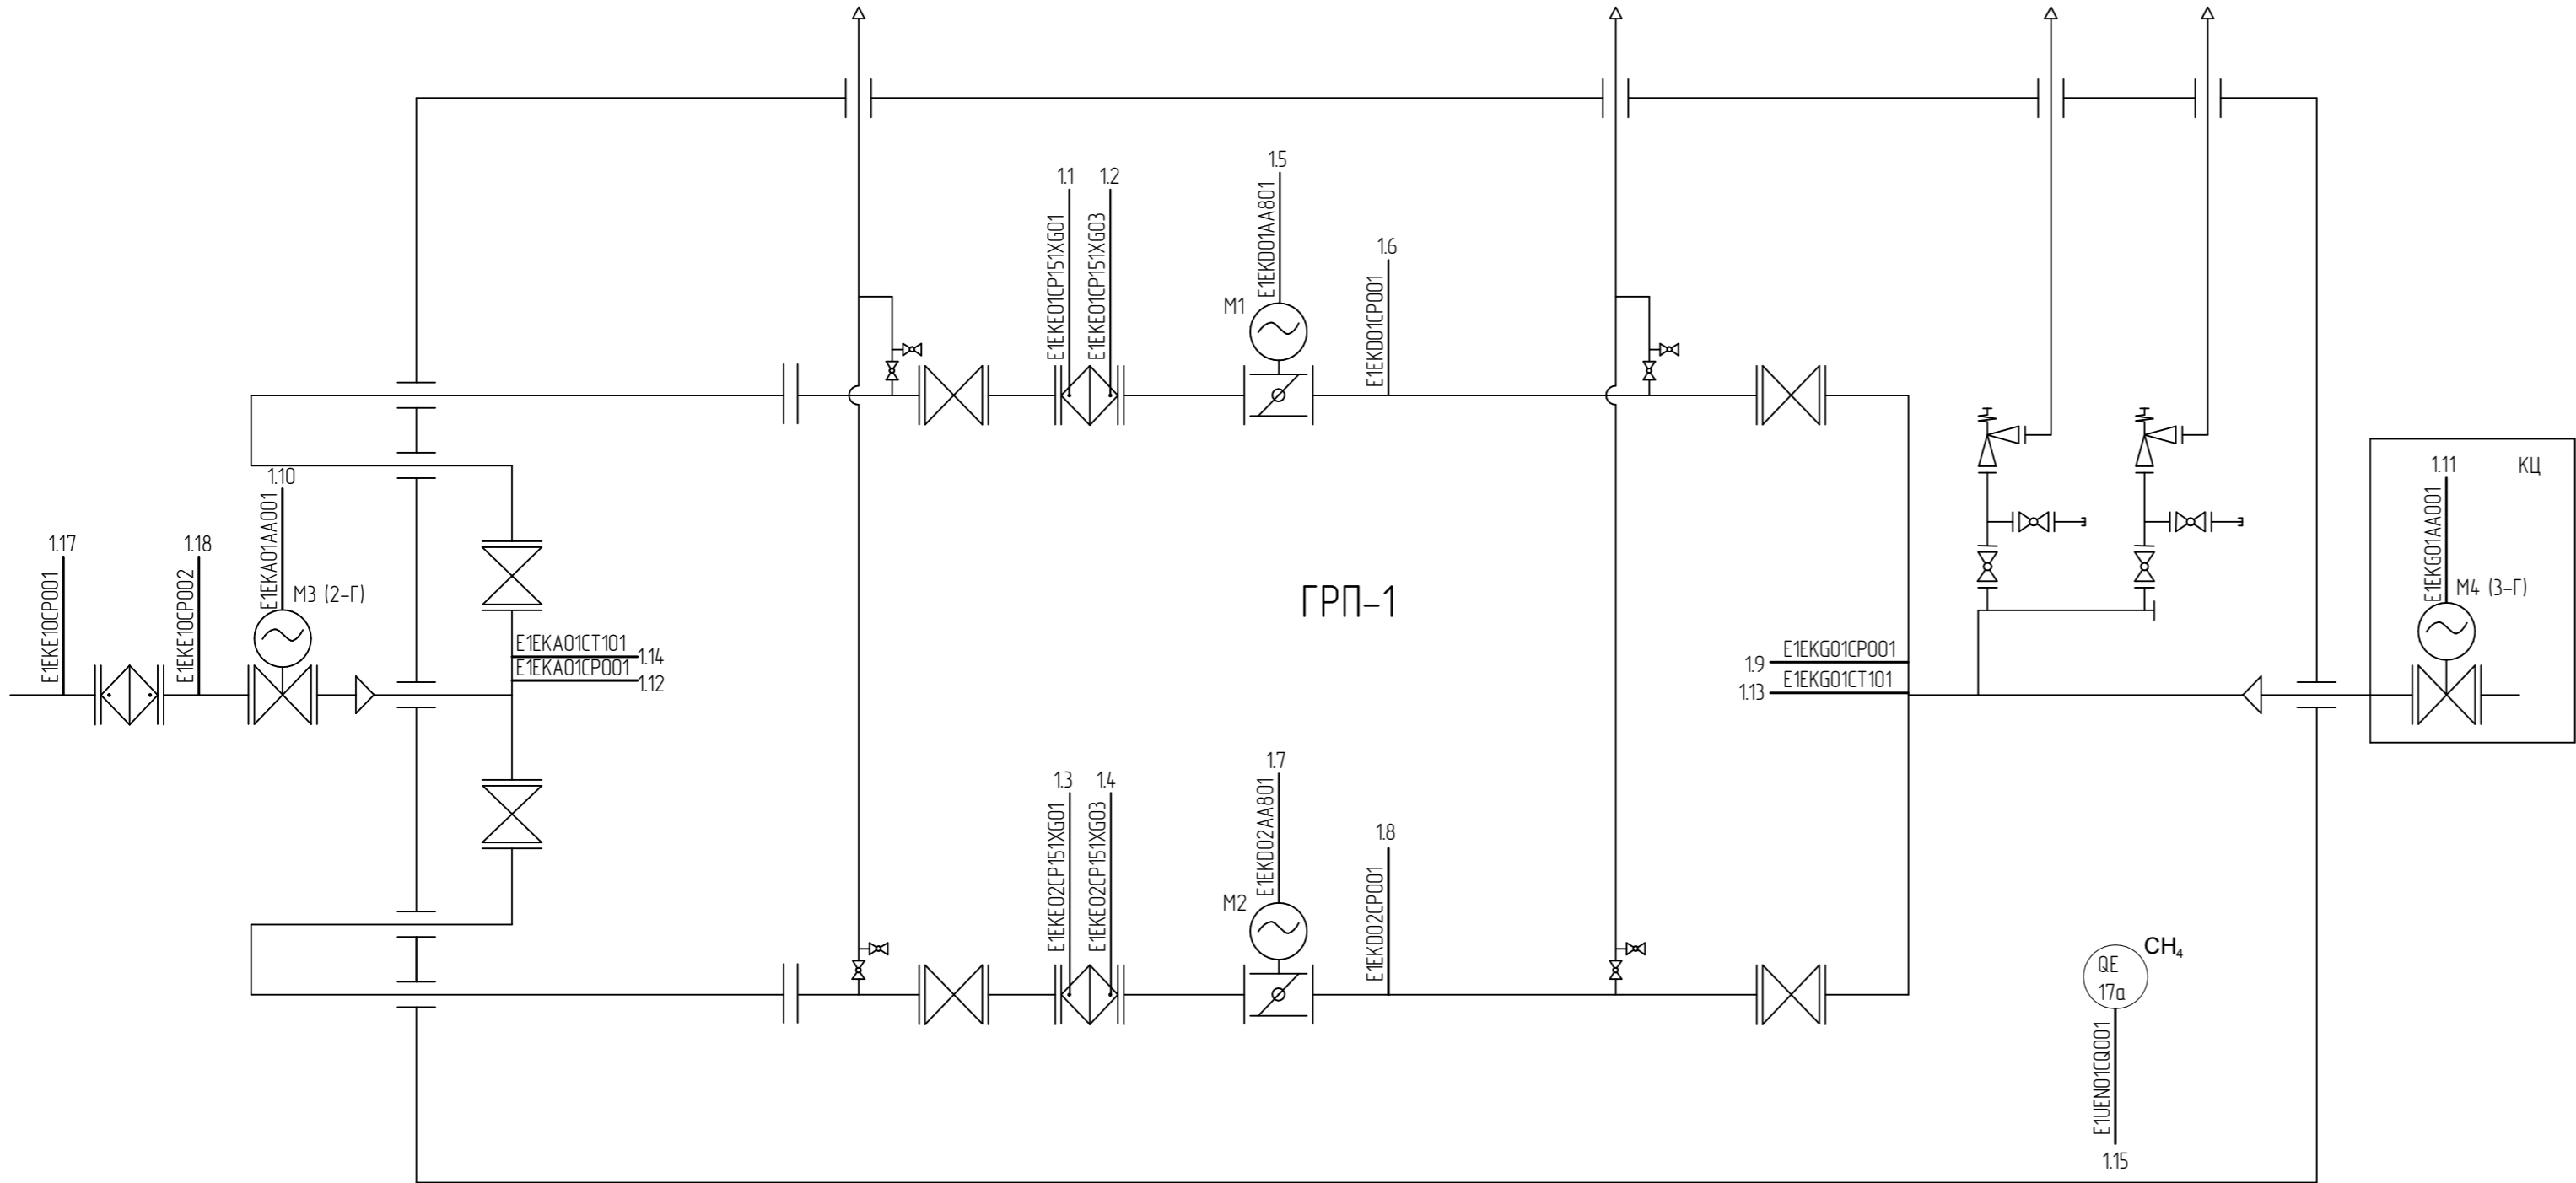 1.1
E1EKE01CP151XG01
1.2
E1EKE01CP151XG03
1.5
E1EKD01AA801
M1
1.6
E1EKD01CP001
1.17
E1EKE10CP001
1.18
E1EKE10CP002
1.10
E1EKA01AA001
М3 (2-Г)
E1EKA01CT101
1.14
E1EKA01CP001
1.12
ГРП-1
1.9
E1EKG01CP001
1.13
E1EKG01CT101
1.11
КЦ
E1EKG01AA001
М4 (3-Г)
1.3
E1EKE02CP151XG01
1.4
E1EKE02CP151XG03
1.7
E1EKD02AA801
M2
1.8
E1EKD02CP001
QE
17а
CH₄
E1UEN01CQ001
1.15